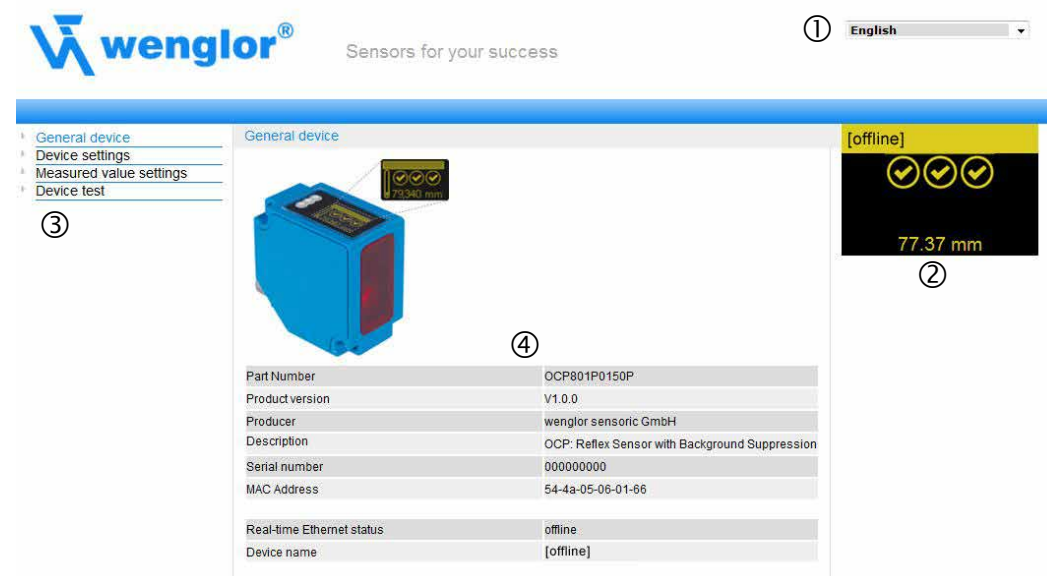 wenglor®
Sensors for your success
① English
General device
Device settings
Measured value settings
Device test
③
General device
79,340 mm
④
Part Number OCP801P0150P
Product version V1.0.0
Producer wenglor sensoric GmbH
Description OCP: Reflex Sensor with Background Suppression
Serial number 000000000
MAC Address 54-4a-05-06-01-66
Real-time Ethernet status offline
Device name [offline]
[offline]
77.37 mm
②